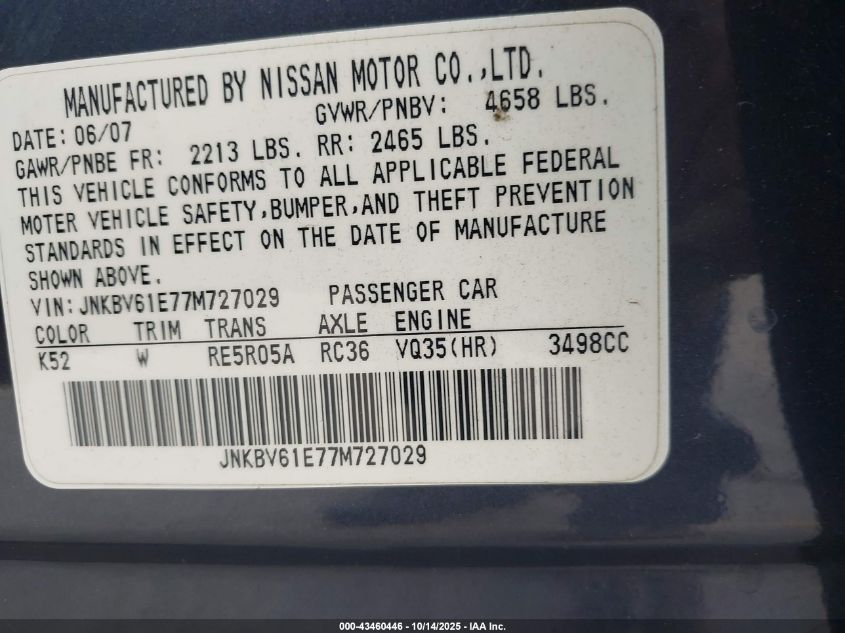 MANUFACTURED BY NISSAN MOTOR CO.,LTD.
DATE: 06/07 GVWR/PNBV: 4658 LBS.
GAWR/PNBE FR: 2213 LBS. RR: 2465 LBS.
THIS VEHICLE CONFORMS TO ALL APPLICABLE FEDERAL
MOTER VEHICLE SAFETY,BUMPER,AND THEFT PREVENTION
STANDARDS IN EFFECT ON THE DATE OF MANUFACTURE
SHOWN ABOVE.
VIN:JNKBV61E77M727029 PASSENGER CAR
COLOR TRIM TRANS AXLE ENGINE
K52 W RE5R05A RC36 VQ35(HR) 3498CC
JNKBV61E77M727029
000-43460446 - 10/14/2025 - IAA Inc.